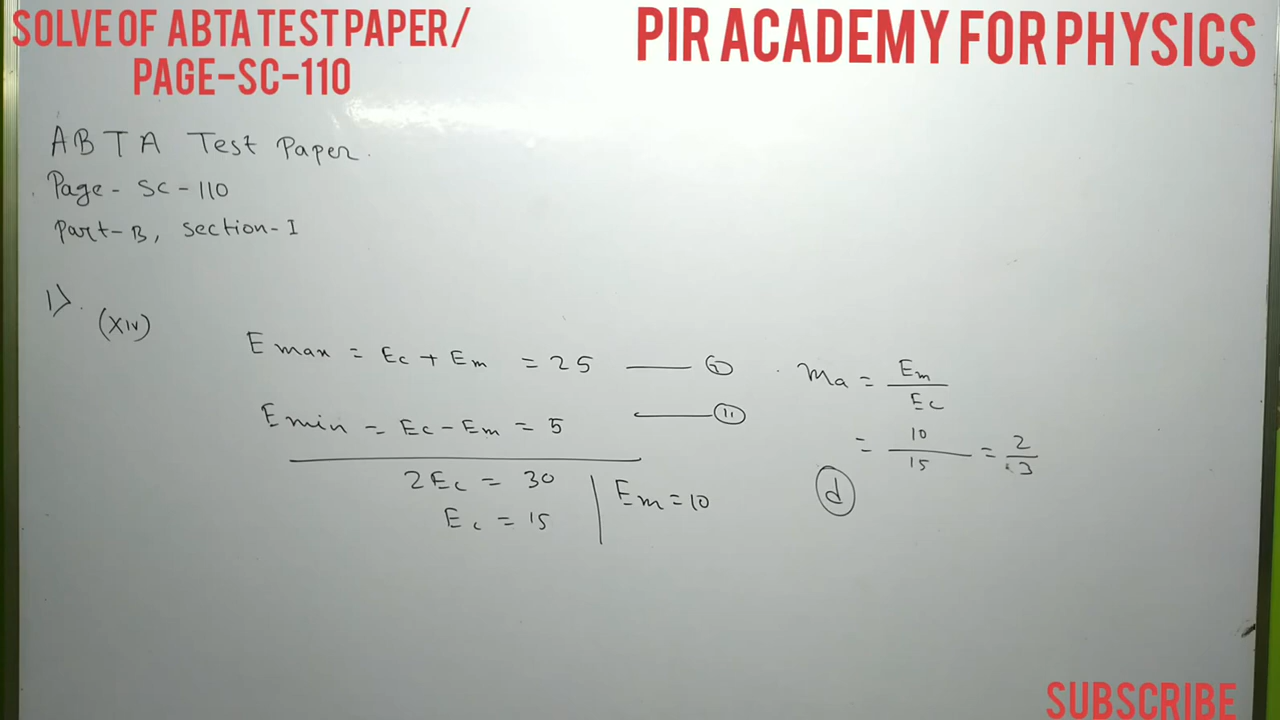 SOLVE OF ABTA TEST PAPER/
PAGE-SC-110
PIR ACADEMY FOR PHYSICS
ABTA Test Paper.
Page - SC - 110
Part-B, section-I
1).
(xiv)
E max = Ec + Em = 25 —— (i)
E min = Ec - Em = 5 —— (ii)
2Ec = 30
Ec = 15
Em = 10
ma = Em/Ec
= 10/15 = 2/3
(d)
SUBSCRIBE